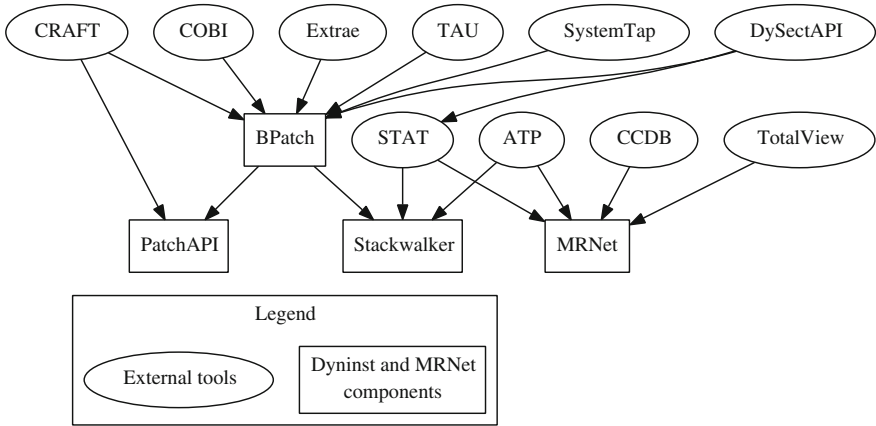 CRAFT
COBI
Extrae
TAU
SystemTap
DySectAPI
BPatch
STAT
ATP
CCDB
TotalView
PatchAPI
Stackwalker
MRNet
Legend
External tools
Dyninst and MRNet
components